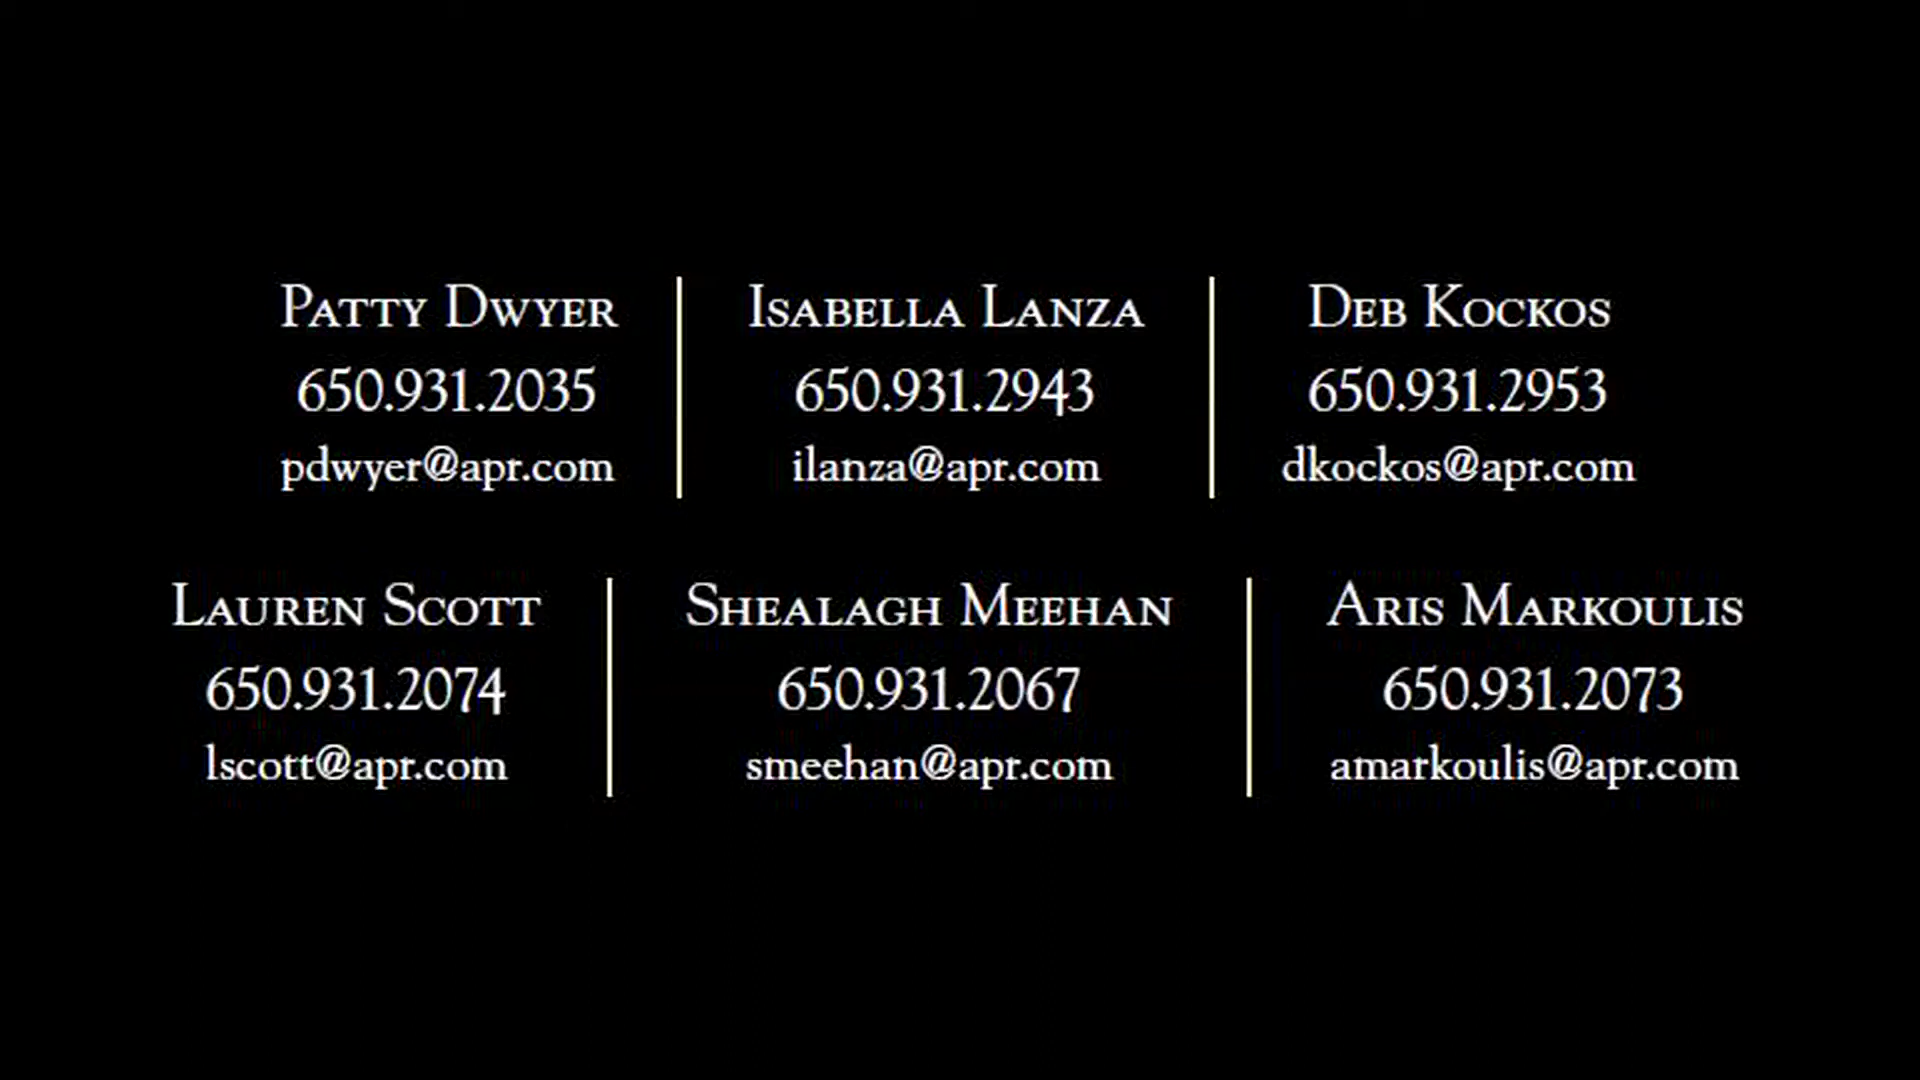 Patty Dwyer
650.931.2035
pdwyer@apr.com
Isabella Lanza
650.931.2943
ilanza@apr.com
Deb Kockos
650.931.2953
dkockos@apr.com
Lauren Scott
650.931.2074
lscott@apr.com
Shealagh Meehan
650.931.2067
smeehan@apr.com
Aris Markoulis
650.931.2073
amarkoulis@apr.com